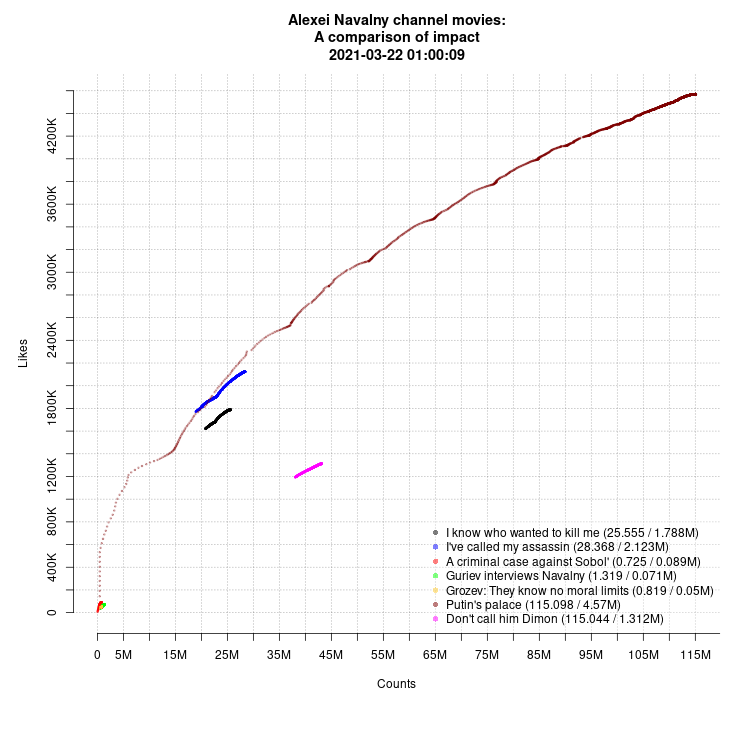 Alexei Navalny channel movies:
A comparison of impact
2021-03-22 01:00:09
Likes
4200K
3600K
3000K
2400K
1800K
1200K
800K
400K
0
I know who wanted to kill me (25.555 / 1.788M)
I've called my assassin (28.368 / 2.123M)
A criminal case against Sobol' (0.725 / 0.089M)
Guriev interviews Navalny (1.319 / 0.071M)
Grozev: They know no moral limits (0.819 / 0.05M)
Putin's palace (115.098 / 4.57M)
Don't call him Dimon (115.044 / 1.312M)
0 5M 15M 25M 35M 45M 55M 65M 75M 85M 95M 105M 115M
Counts